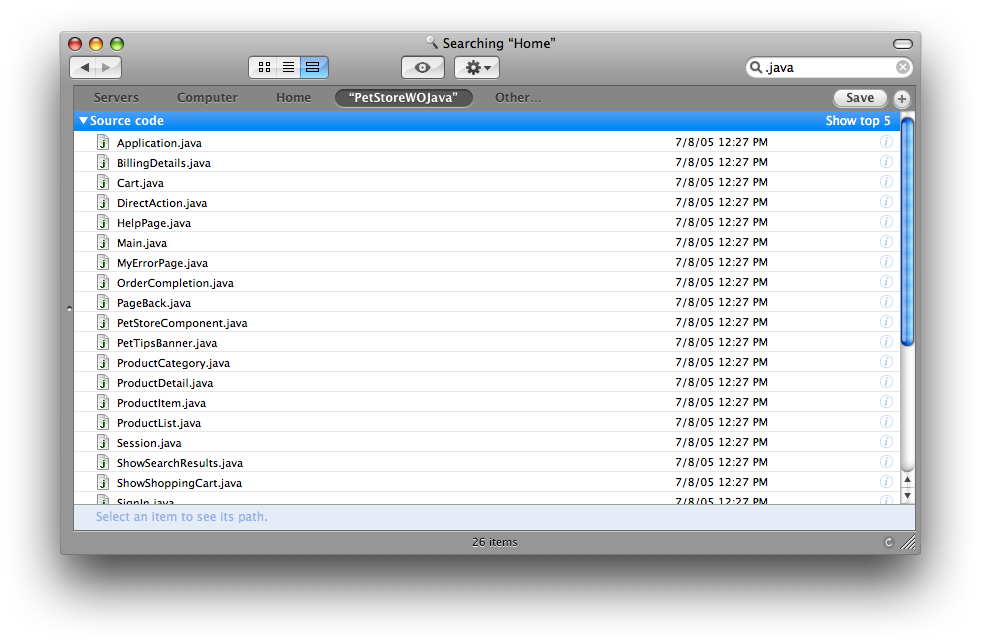 Searching “Home”
.java
Servers Computer Home “PetStoreWOJava” Other... Save
Source code Show top 5
Application.java 7/8/05 12:27 PM
BillingDetails.java 7/8/05 12:27 PM
Cart.java 7/8/05 12:27 PM
DirectAction.java 7/8/05 12:27 PM
HelpPage.java 7/8/05 12:27 PM
Main.java 7/8/05 12:27 PM
MyErrorPage.java 7/8/05 12:27 PM
OrderCompletion.java 7/8/05 12:27 PM
PageBack.java 7/8/05 12:27 PM
PetStoreComponent.java 7/8/05 12:27 PM
PetTipsBanner.java 7/8/05 12:27 PM
ProductCategory.java 7/8/05 12:27 PM
ProductDetail.java 7/8/05 12:27 PM
ProductItem.java 7/8/05 12:27 PM
ProductList.java 7/8/05 12:27 PM
Session.java 7/8/05 12:27 PM
ShowSearchResults.java 7/8/05 12:27 PM
ShowShoppingCart.java 7/8/05 12:27 PM
SignIn.java 7/8/05 12:27 PM
Select an item to see its path.
26 items